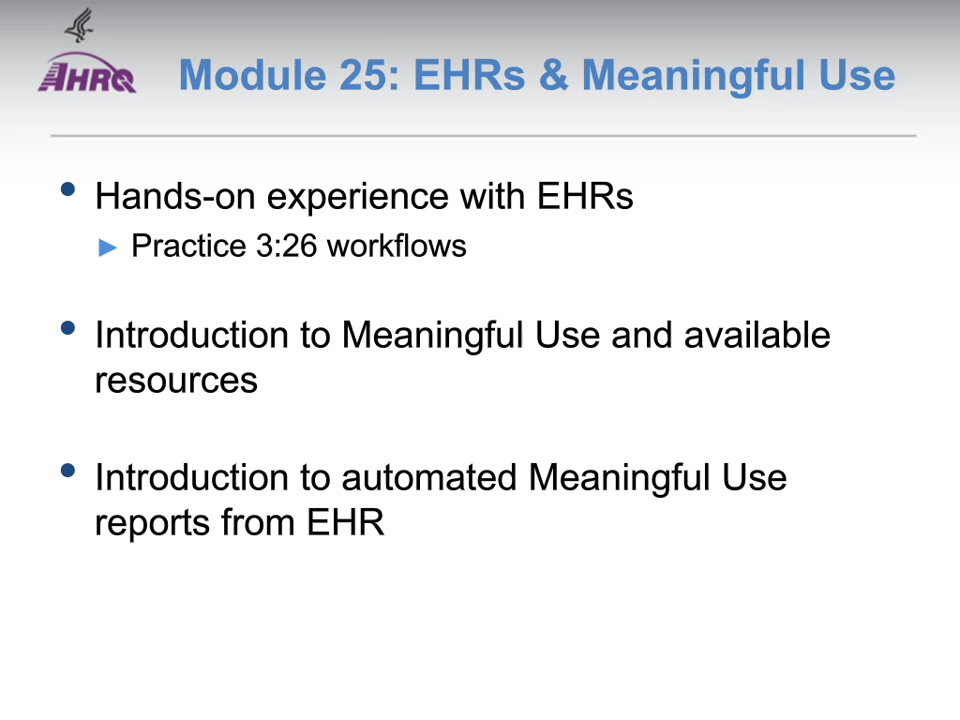 AHRQ
Module 25: EHRs & Meaningful Use
• Hands-on experience with EHRs
► Practice 3:26 workflows
• Introduction to Meaningful Use and available
resources
• Introduction to automated Meaningful Use
reports from EHR